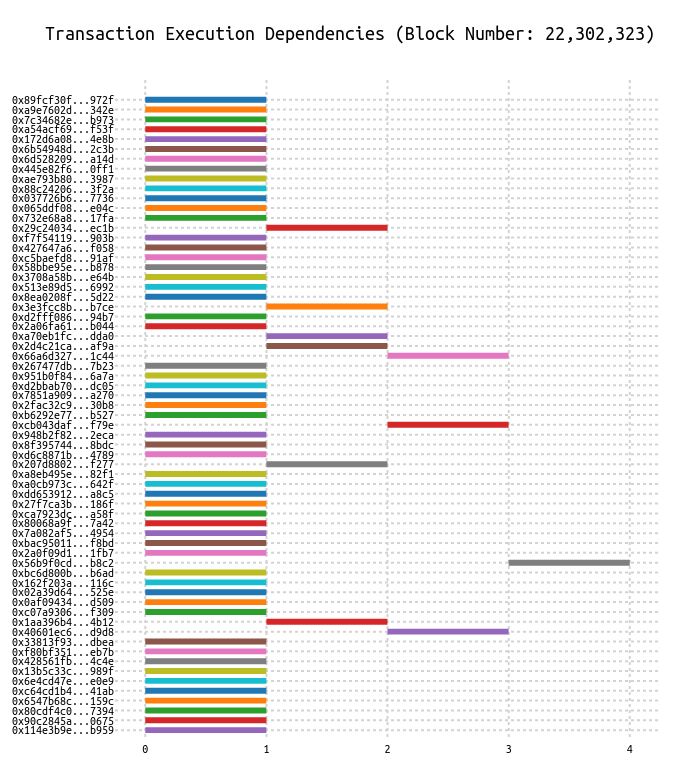 Transaction Execution Dependencies (Block Number: 22,302,323)
0x89fcf30f...972f
0xa9e7602d...342e
0x7c34682e...b973
0xa54acf69...f53f
0x172d6a08...4e8b
0x6b54948d...2c3b
0x6d528209...a14d
0x445e82f6...0ff1
0xae793b80...3987
0x88c24206...3f2a
0x037726b6...7736
0x065ddf08...e04c
0x732e68a8...17fa
0x29c24034...ec1b
0xf7f54119...903b
0x427647a6...f058
0xc5baefd8...91af
0x58bbe95e...b878
0x3708a58b...e64b
0x513e89d5...6992
0x8ea0208f...5d22
0x3e3fcc8b...b7ce
0xd2fff086...94b7
0x2a06fa61...b044
0xa70eb1fc...dda0
0x2d4c21ca...af9a
0x66a6d327...1c44
0x267477db...7b23
0x951b0f84...6a7a
0xd2bbab70...dc05
0x7851a909...a270
0x2fac32c9...30b8
0xb6292e77...b527
0xcb043daf...f79e
0x948b2f82...2eca
0x8f395744...8bdc
0xd6c8871b...4789
0x207d8802...f277
0xa8eb495e...82f1
0xa0cb973c...642f
0xdd653912...a8c5
0x27f7ca3b...186f
0xca7923dc...a58f
0x80068a9f...7a42
0x7a082af5...4954
0xbac95011...f8bd
0x2a0f09d1...1fb7
0x56b9f0cd...b8c2
0xbc6d800b...b6ad
0x162f203a...116c
0x02a39d64...525e
0x0af09434...d509
0xc07a9306...f309
0x1aa396b4...4b12
0x40601ec6...d9d8
0x33813f93...dbea
0xf80bf351...eb7b
0x428561fb...4c4e
0x13b5c33c...989f
0x6e4cd47e...e0e9
0xc64cd1b4...41ab
0x6547b68c...159c
0x80cdf4c0...7394
0x90c2845a...0675
0x114e3b9e...b959
0 1 2 3 4